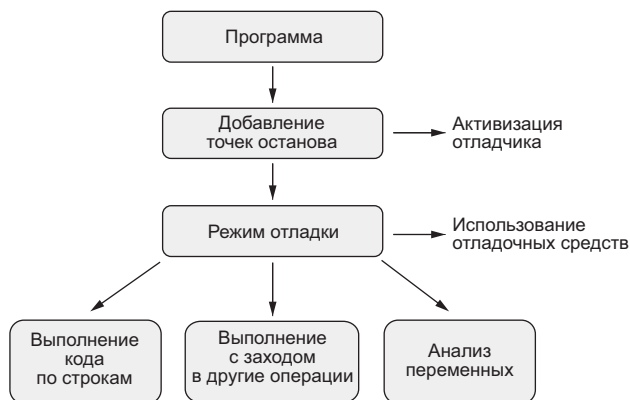 Программа
Добавление
точек останова
Активизация
отладчика
Режим отладки
Использование
отладочных средств
Выполнение
кода
по строкам
Выполнение
с заходом
в другие операции
Анализ
переменных